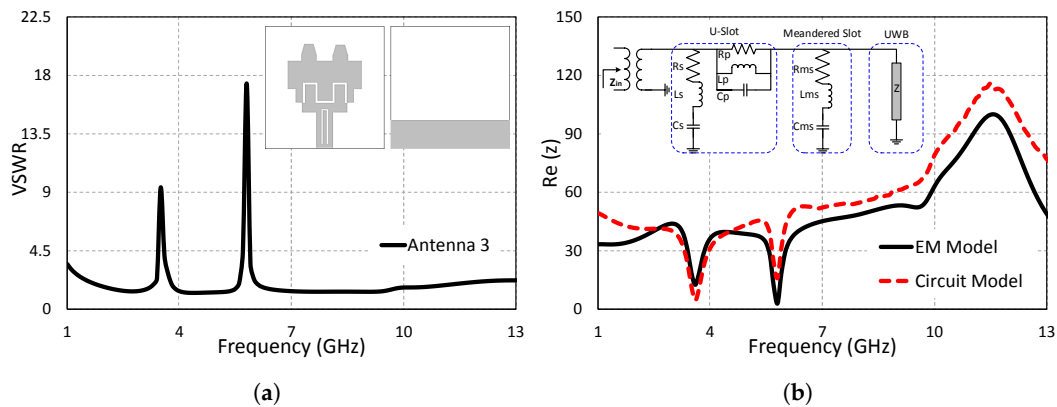 22.5
18
13.5
9
4.5
0
VSWR
Antenna 3
1 4 7 10 13
Frequency (GHz)
(a)
150
120
90
60
30
0
Re (z)
U-Slot Meandered Slot UWB
Zin
Rs
Ls
Cs
Rp
Lp
Cp
Rms
Lms
Cms
Z
EM Model
Circuit Model
1 4 7 10 13
Frequency (GHz)
(b)